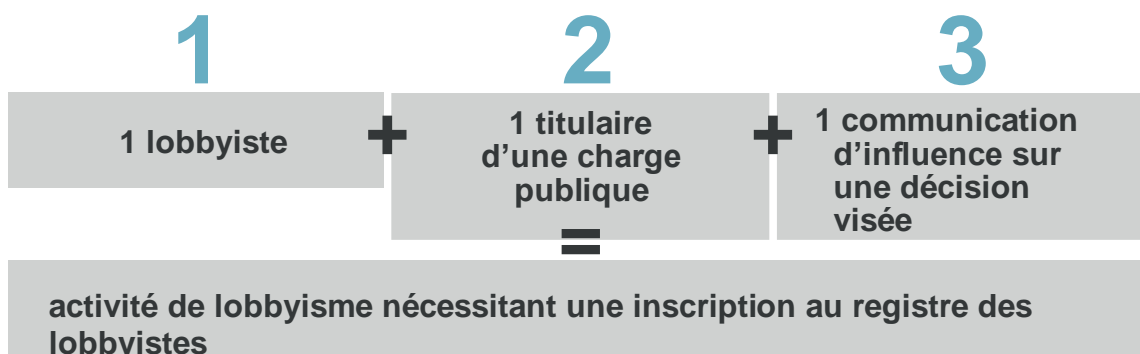 1
2
3
1 lobbyiste
+
1 titulaire
d'une charge
publique
+
1 communication
d'influence sur
une décision
visée
=
activité de lobbyisme nécessitant une inscription au registre des
lobbyistes